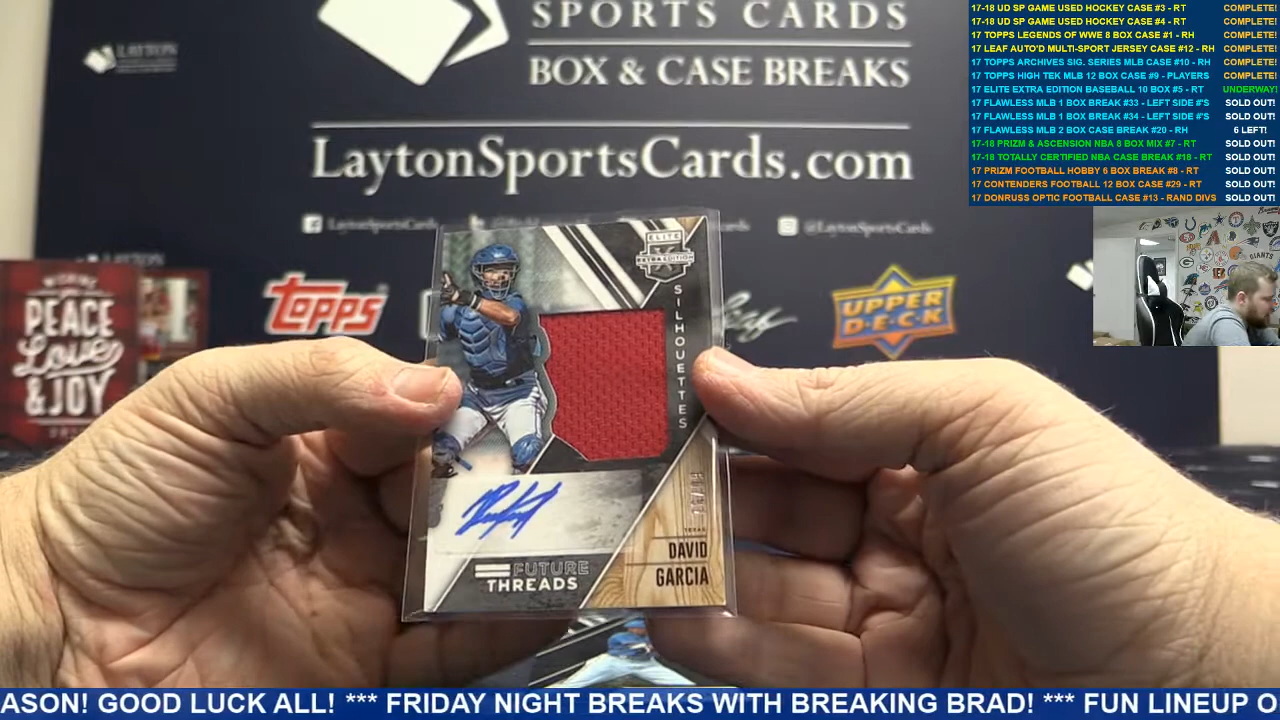 SPORTS CARDS
BOX & CASE BREAKS
LaytonSportsCards.com
LAYTON
/LaytonSportsCards
@LaytonSportsCards
TOPPS
Leaf
UPPER DECK
PEACE
Love
& JOY
ELITE
EXTRA EDITION
SILHOUETTES
TEXAS
DAVID
GARCIA
FUTURE
THREADS
17-18 UD SP GAME USED HOCKEY CASE #3 - RT COMPLETE!
17-18 UD SP GAME USED HOCKEY CASE #4 - RT COMPLETE!
17 TOPPS LEGENDS OF WWE 8 BOX CASE #1 - RH COMPLETE!
17 LEAF AUTO'D MULTI-SPORT JERSEY CASE #12 - RH COMPLETE!
17 TOPPS ARCHIVES SIG. SERIES MLB CASE #10 - RH COMPLETE!
17 TOPPS HIGH TEK MLB 12 BOX CASE #9 - PLAYERS COMPLETE!
17 ELITE EXTRA EDITION BASEBALL 10 BOX #5 - RT UNDERWAY!
17 FLAWLESS MLB 1 BOX BREAK #33 - LEFT SIDE #'S SOLD OUT!
17 FLAWLESS MLB 1 BOX BREAK #34 - LEFT SIDE #'S SOLD OUT!
17 FLAWLESS MLB 2 BOX CASE BREAK #20 - RH 6 LEFT!
17-18 PRIZM & ASCENSION NBA 8 BOX MIX #7 - RT SOLD OUT!
17-18 TOTALLY CERTIFIED NBA CASE BREAK #16 - RT SOLD OUT!
17 PRIZM FOOTBALL HOBBY 6 BOX BREAK #8 - RT SOLD OUT!
17 CONTENDERS FOOTBALL 12 BOX CASE #29 - RT SOLD OUT!
17 DONRUSS OPTIC FOOTBALL CASE #13 - RAND DIVS SOLD OUT!
GIANTS
ASON! GOOD LUCK ALL! *** FRIDAY NIGHT BREAKS WITH BREAKING BRAD! *** FUN LINEUP O